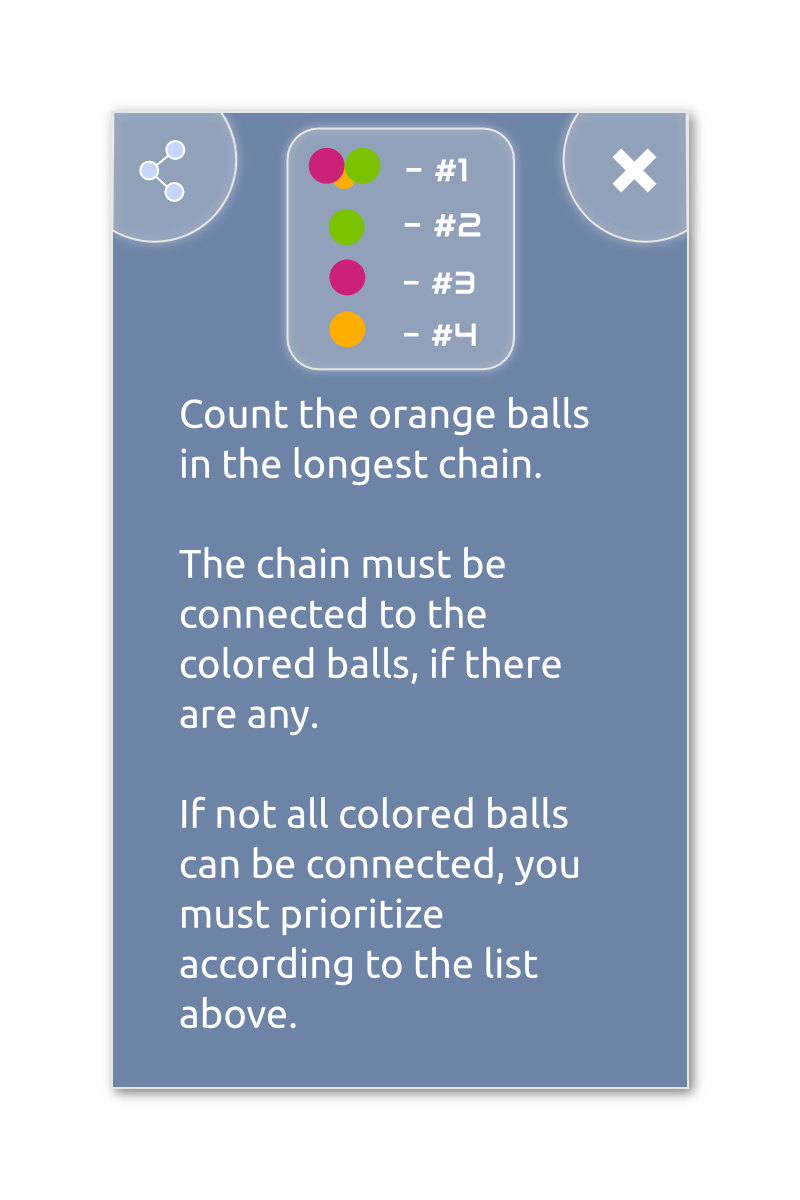 - #1
- #2
- #3
- #4
Count the orange balls
in the longest chain.
The chain must be
connected to the
colored balls, if there
are any.
If not all colored balls
can be connected, you
must prioritize
according to the list
above.